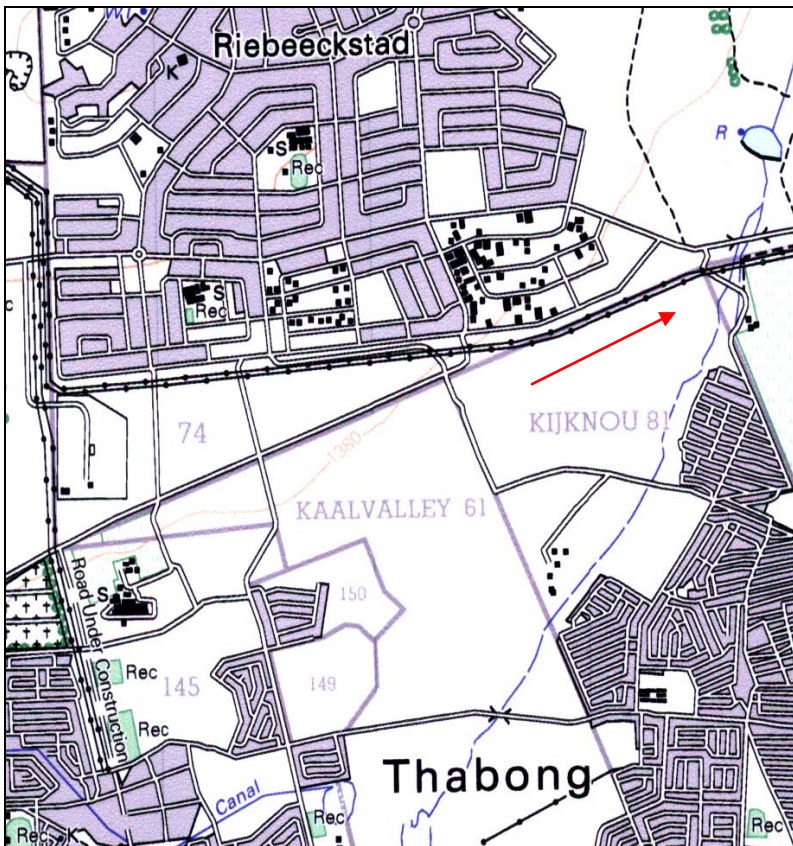 WT
Riebeeckstad
K
S
Rec
R
S
Rec
74
1380
KIJKNOU 81
KAALVALLEY 61
S
Road Under Construction
150
149
145
Rec
Rec
Thabong
Canal
Rec
K
Rec
Rec